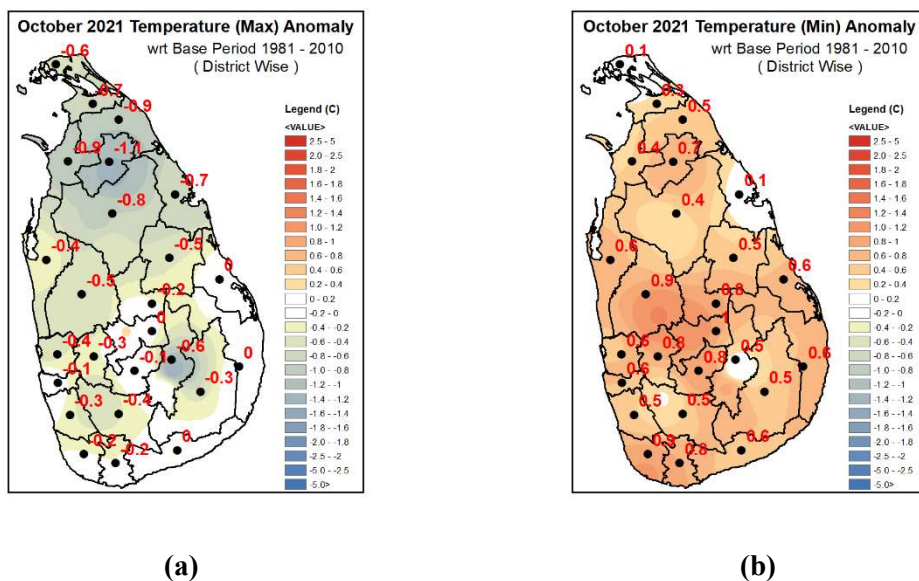 October 2021 Temperature (Max) Anomaly
wrt Base Period 1981 - 2010
( District Wise )
-0.6
-0.7
-0.9
-0.9
-1.1
-0.7
-0.8
-0.4
-0.5
0
-0.5
-0.2
0
-0.4
-0.3
-0.1
-0.6
0
-0.1
-0.3
-0.3
-0.4
-0.2
-0.2
0
Legend (C)
<VALUE>
2.5 - 5
2.0 - 2.5
1.8 - 2
1.6 - 1.8
1.4 - 1.6
1.2 - 1.4
1 - 1.2
0.8 - 1
0.6 - 0.8
0.4 - 0.6
0.2 - 0.4
0 - 0.2
-0.2 - 0
-0.4 - -0.2
-0.6 - -0.4
-0.8 - -0.6
-1.0 - -0.8
-1.2 - -1
-1.4 - -1.2
-1.6 - -1.4
-1.8 - -1.6
-2.0 - -1.8
-2.5 - -2
-5.0 - -2.5
-5.0>
(a)
October 2021 Temperature (Min) Anomaly
wrt Base Period 1981 - 2010
( District Wise )
0.1
0.3
0.5
0.4
0.7
0.1
0.4
0.6
0.5
0.6
0.9
0.8
1
0.6
0.8
0.8
0.5
0.6
0.6
0.5
0.5
0.5
0.8
0.6
Legend (C)
<VALUE>
2.5 - 5
2.0 - 2.5
1.8 - 2
1.6 - 1.8
1.4 - 1.6
1.2 - 1.4
1 - 1.2
0.8 - 1
0.6 - 0.8
0.4 - 0.6
0.2 - 0.4
0 - 0.2
-0.2 - 0
-0.4 - -0.2
-0.6 - -0.4
-0.8 - -0.6
-1.0 - -0.8
-1.2 - -1
-1.4 - -1.2
-1.6 - -1.4
-1.8 - -1.6
-2.0 - -1.8
-2.5 - -2
-5.0 - -2.5
-5.0>
(b)